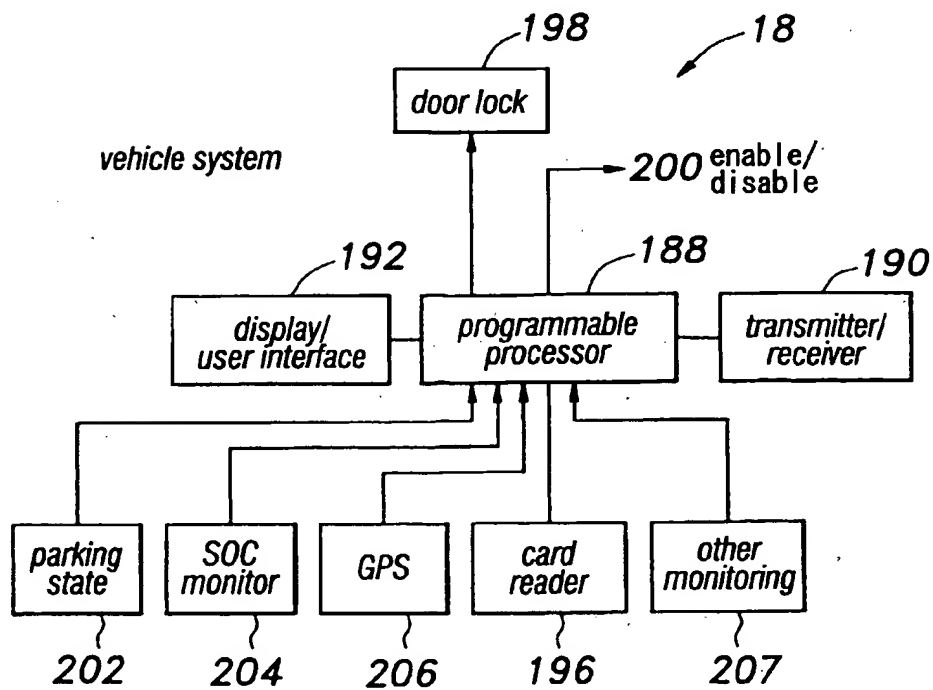 198
18
door lock
vehicle system
200 enable/
disable
192
188
190
display/
user interface
programmable
processor
transmitter/
receiver
parking
state
SOC
monitor
GPS
card
reader
other
monitoring
202
204
206
196
207